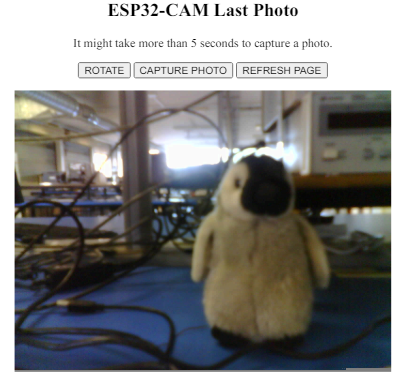 ESP32-CAM Last Photo
It might take more than 5 seconds to capture a photo.
ROTATE CAPTURE PHOTO REFRESH PAGE